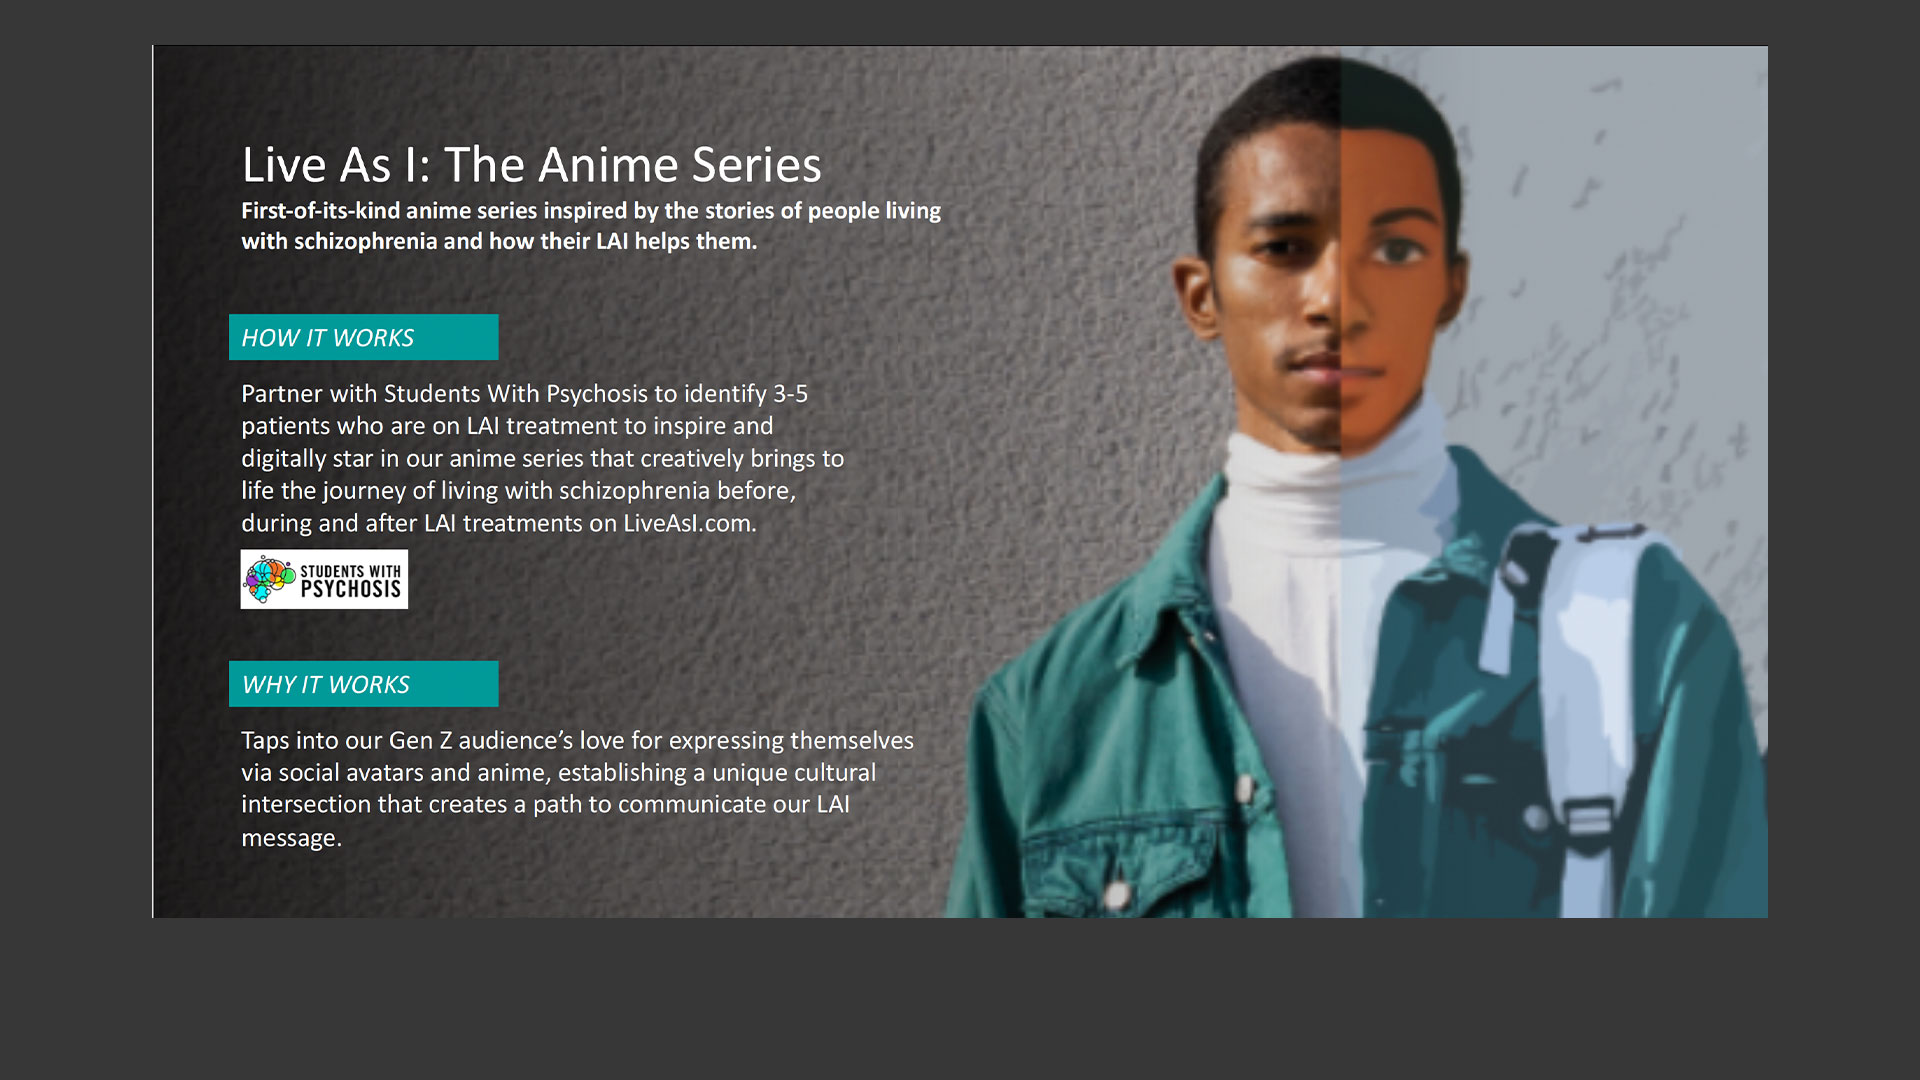 Live As I: The Anime Series
First-of-its-kind anime series inspired by the stories of people living
with schizophrenia and how their LAI helps them.
HOW IT WORKS
Partner with Students With Psychosis to identify 3-5
patients who are on LAI treatment to inspire and
digitally star in our anime series that creatively brings to
life the journey of living with schizophrenia before,
during and after LAI treatments on LiveAsI.com.
STUDENTS WITH
PSYCHOSIS
WHY IT WORKS
Taps into our Gen Z audience’s love for expressing themselves
via social avatars and anime, establishing a unique cultural
intersection that creates a path to communicate our LAI
message.